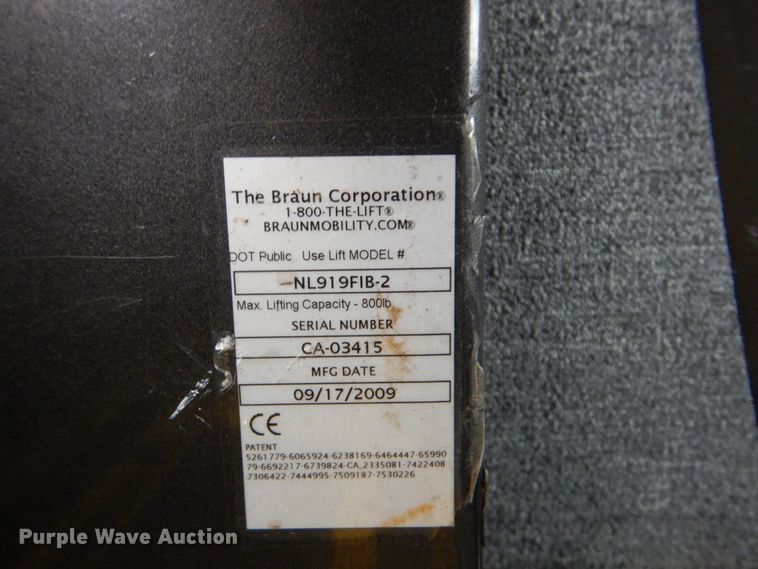 The Braun Corporation®
1-800-THE-LIFT®
BRAUNMOBILITY.COM®
DOT Public Use Lift MODEL #
NL919FIB-2
Max. Lifting Capacity - 800lb
SERIAL NUMBER
CA-03415
MFG DATE
09/17/2009
CE
PATENT
5261779-6065924-6238169-6464447-65990
79-6692217-6739824-CA_2335081-7422408
7306422-7444995-7509187-7530226
Purple Wave Auction